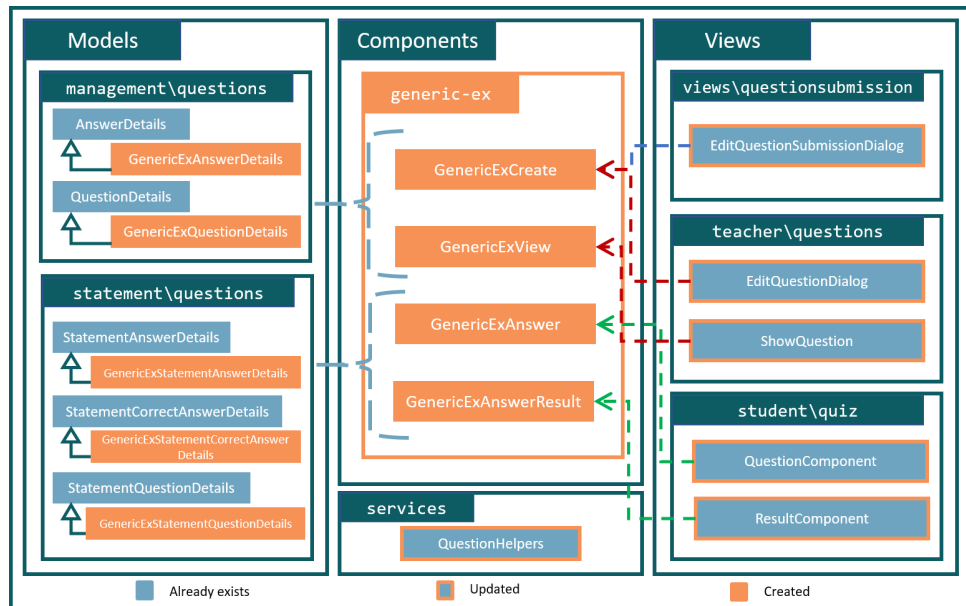 Models
management\questions
AnswerDetails
GenericExAnswerDetails
QuestionDetails
GenericExQuestionDetails
statement\questions
StatementAnswerDetails
GenericExStatementAnswerDetails
StatementCorrectAnswerDetails
GenericExStatementCorrectAnswer
Details
StatementQuestionDetails
GenericExStatementQuestionDetails
Components
generic-ex
GenericExCreate
GenericExView
GenericExAnswer
GenericExAnswerResult
services
QuestionHelpers
Views
views\questionsubmission
EditQuestionSubmissionDialog
teacher\questions
EditQuestionDialog
ShowQuestion
student\quiz
QuestionComponent
ResultComponent
Already exists
Updated
Created